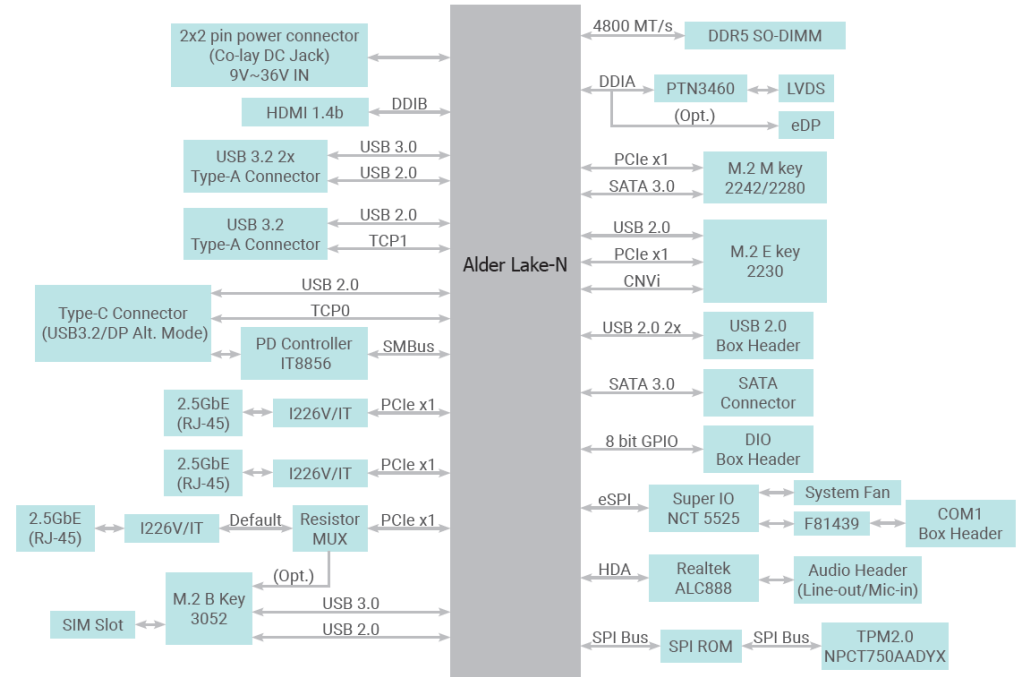 2x2 pin power connector
(Co-lay DC Jack)
9V~36V IN
HDMI 1.4b
DDIB
USB 3.2 2x
Type-A Connector
USB 3.0
USB 2.0
USB 3.2
Type-A Connector
USB 2.0
TCP1
Type-C Connector
(USB3.2/DP Alt. Mode)
USB 2.0
TCP0
PD Controller
IT8856
SMBus
2.5GbE
(RJ-45)
I226V/IT
PCIe x1
2.5GbE
(RJ-45)
I226V/IT
PCIe x1
2.5GbE
(RJ-45)
I226V/IT
Default
Resistor
MUX
PCIe x1
(Opt.)
M.2 B Key
3052
SIM Slot
USB 3.0
USB 2.0
Alder Lake-N
4800 MT/s
DDR5 SO-DIMM
DDIA
PTN3460
LVDS
(Opt.)
eDP
PCIe x1
SATA 3.0
M.2 M key
2242/2280
USB 2.0
PCIe x1
CNVi
M.2 E key
2230
USB 2.0 2x
USB 2.0
Box Header
SATA 3.0
SATA
Connector
8 bit GPIO
DIO
Box Header
eSPI
Super IO
NCT 5525
System Fan
F81439
COM1
Box Header
HDA
Realtek
ALC888
Audio Header
(Line-out/Mic-in)
SPI Bus
SPI ROM
SPI Bus
TPM2.0
NPCT750AADYX